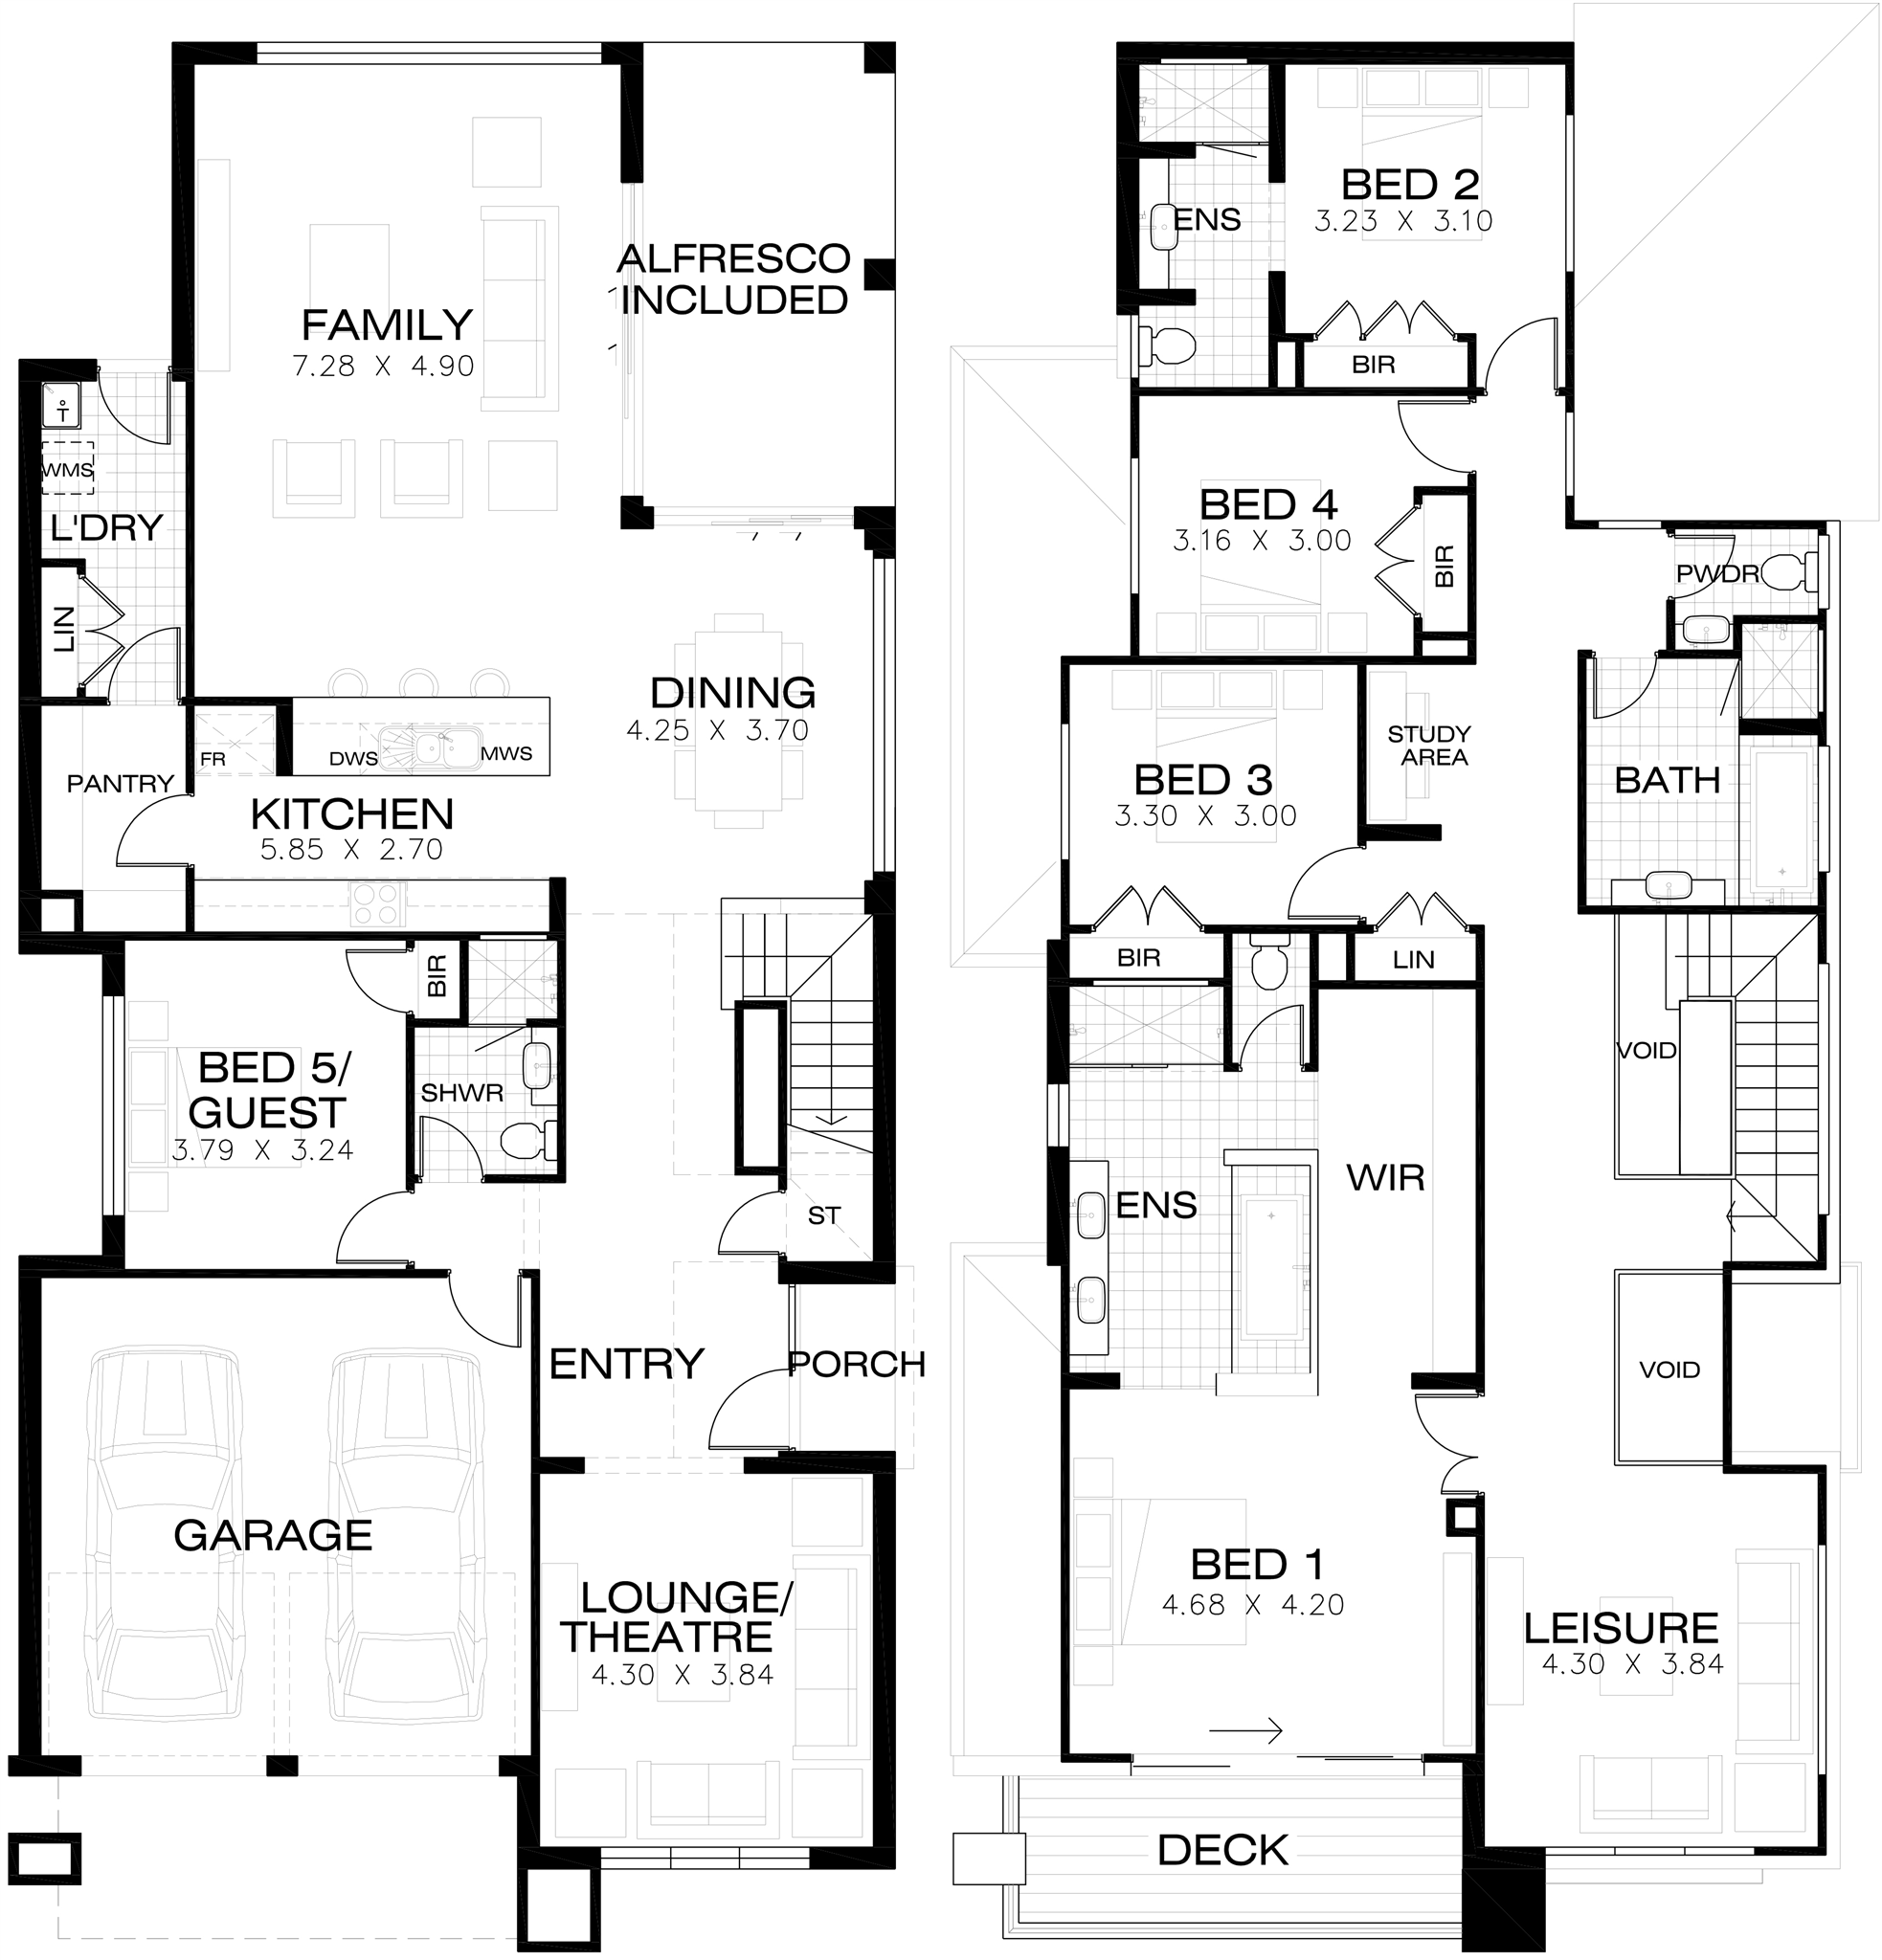 ALFRESCO
INCLUDED
FAMILY
7.28 X 4.90
T
WMS
L'DRY
LIN
DINING
4.25 X 3.70
FR
DWS
MWS
PANTRY
KITCHEN
5.85 X 2.70
BIR
BED 5/
GUEST
3.79 X 3.24
SHWR
ST
ENTRY
PORCH
GARAGE
LOUNGE/
THEATRE
4.30 X 3.84
BED 2
3.23 X 3.10
ENS
BIR
BED 4
3.16 X 3.00
BIR
PWDR
STUDY
AREA
BED 3
3.30 X 3.00
BATH
BIR
LIN
VOID
WIR
ENS
VOID
BED 1
4.68 X 4.20
LEISURE
4.30 X 3.84
DECK